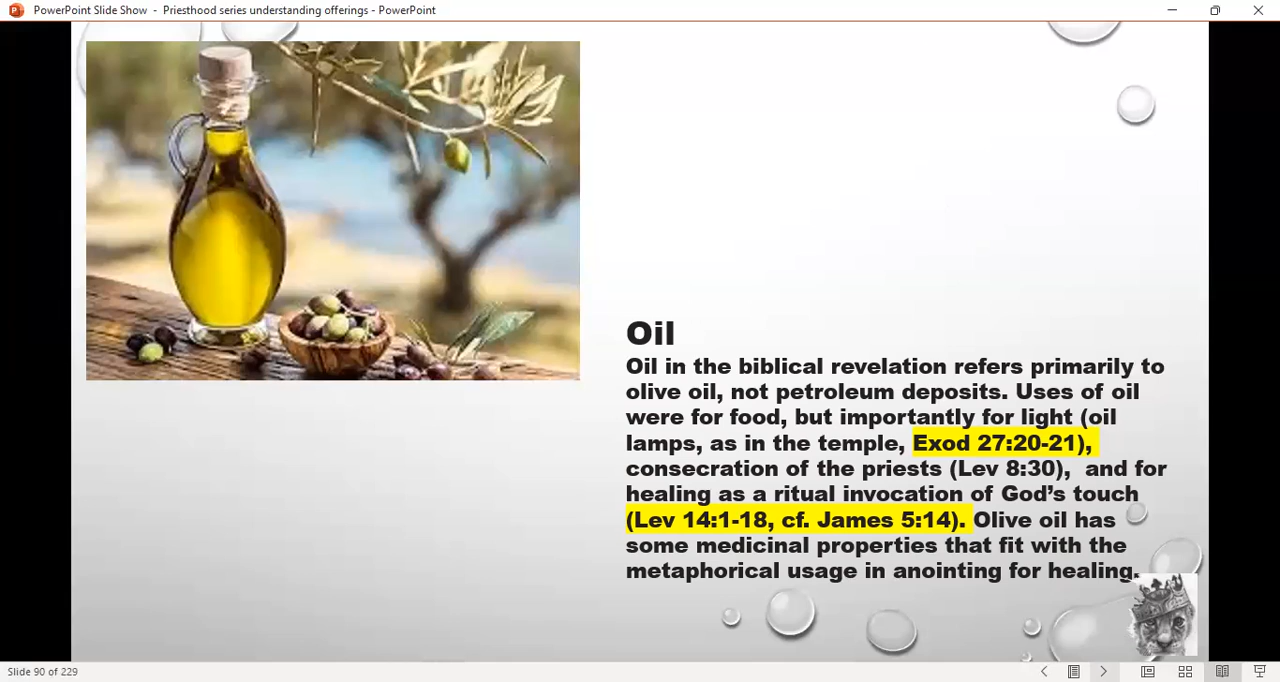 PowerPoint Slide Show - Priesthood series understanding offerings - PowerPoint
Oil
Oil in the biblical revelation refers primarily to
olive oil, not petroleum deposits. Uses of oil
were for food, but importantly for light (oil
lamps, as in the temple, Exod 27:20-21),
consecration of the priests (Lev 8:30), and for
healing as a ritual invocation of God's touch
(Lev 14:1-18, cf. James 5:14). Olive oil has
some medicinal properties that fit with the
metaphorical usage in anointing for healing.
Slide 90 of 229